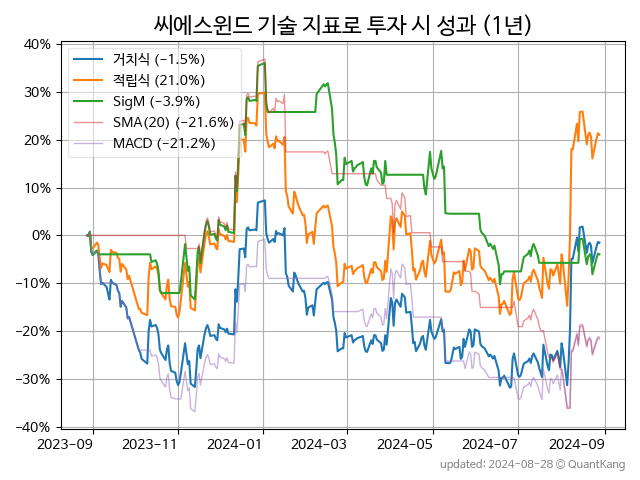 씨에스윈드 기술 지표로 투자 시 성과 (1년)
40%
30%
20%
10%
0%
−10%
−20%
−30%
−40%
거치식 (−1.5%)
적립식 (21.0%)
SigM (−3.9%)
SMA(20) (−21.6%)
MACD (−21.2%)
2023-09 2023-11 2024-01 2024-03 2024-05 2024-07 2024-09
updated: 2024-08-28 © QuantKang